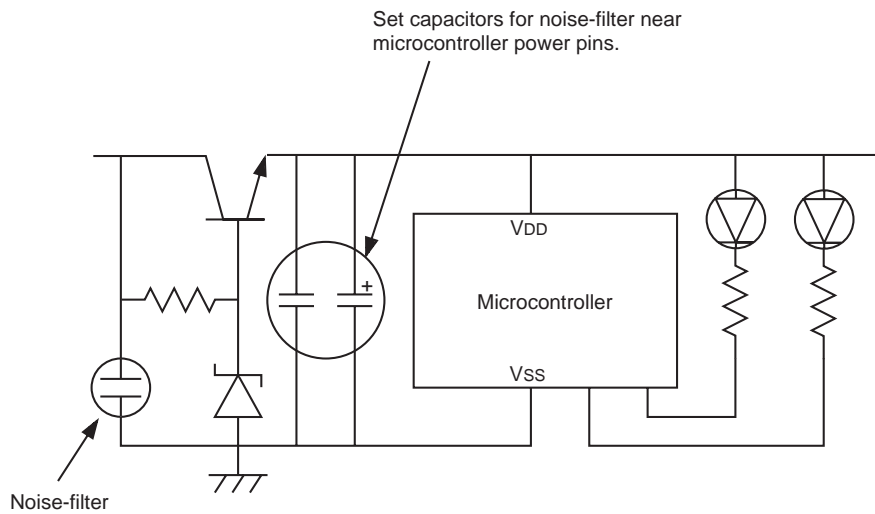 Set capacitors for noise-filter near
microcontroller power pins.
+
VDD
Microcontroller
VSS
Noise-filter